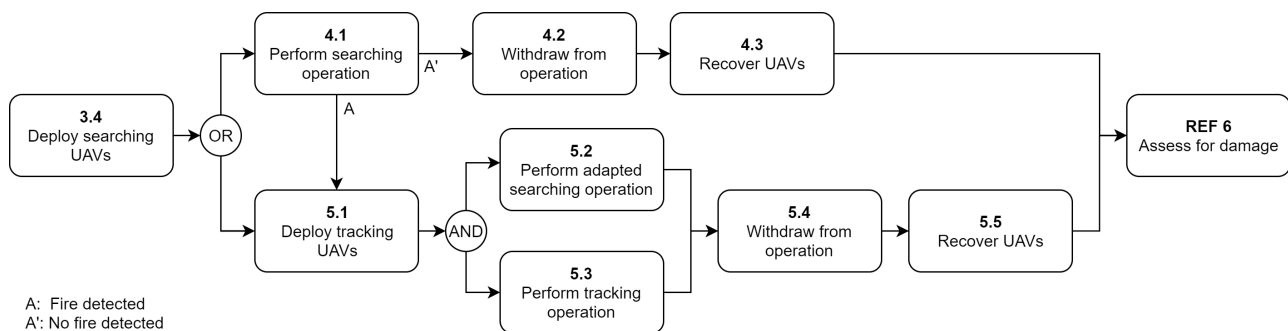 3.4
Deploy searching
UAVs
OR
4.1
Perform searching
operation
A'
A
4.2
Withdraw from
operation
4.3
Recover UAVs
5.1
Deploy tracking
UAVs
AND
5.2
Perform adapted
searching operation
5.3
Perform tracking
operation
5.4
Withdraw from
operation
5.5
Recover UAVs
REF 6
Assess for damage
A: Fire detected
A': No fire detected